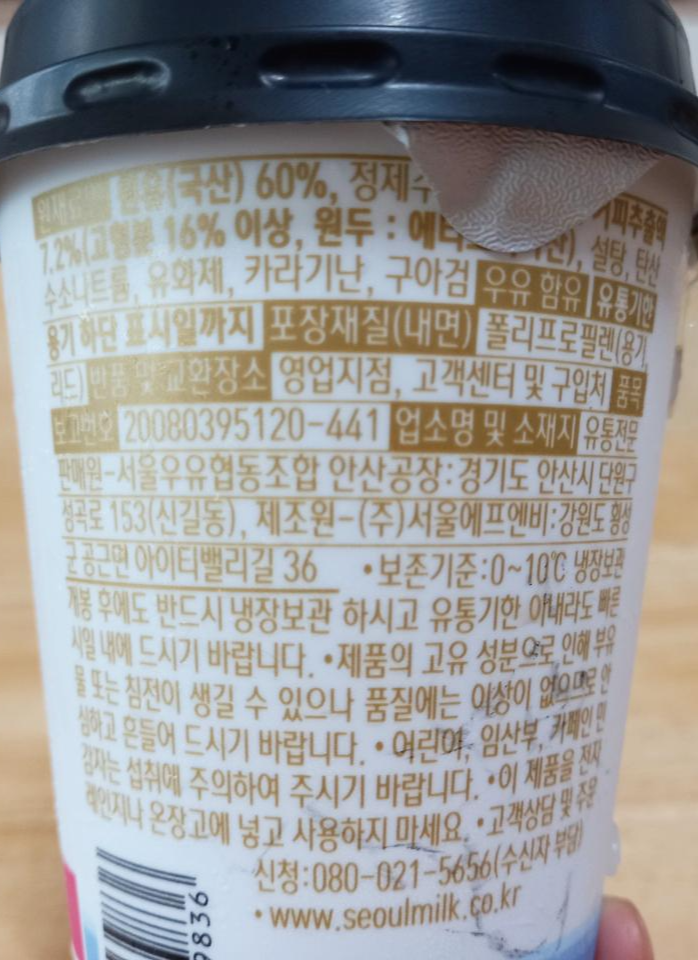 원재료명 원유(국산) 60%, 정제수 커피추출액
7.2%(고형분 16% 이상, 원두 : 에티오 산), 설탕, 탄산
수소나트륨, 유화제, 카라기난, 구아검 우유 함유 유통기한
용기 하단 표시일까지 포장재질(내면) 폴리프로필렌(용기,
리드) 반품 및 교환장소 영업지점, 고객센터 및 구입처 품목
보고번호 20080395120-441 업소명 및 소재지 유통전문
판매원-서울우유협동조합 안산공장:경기도 안산시 단원구
성곡로 153(신길동), 제조원-(주)서울에프엔비:강원도 횡성
군 공근면 아이티밸리길 36 •보존기준:0~10℃ 냉장보관
개봉 후에도 반드시 냉장보관 하시고 유통기한 이내라도 빠른
시일 내에 드시기 바랍니다. •제품의 고유 성분으로 인해 부유
물 또는 침전이 생길 수 있으나 품질에는 이상이 없으므로 안
심하고 흔들어 드시기 바랍니다. •어린이, 임산부, 카페인 민
감자는 섭취에 주의하여 주시기 바랍니다. •이 제품을 전자
레인지나 온장고에 넣고 사용하지 마세요. •고객상담 및 주문
신청:080-021-5656(수신자 부담)
•www.seoulmilk.co.kr
9836